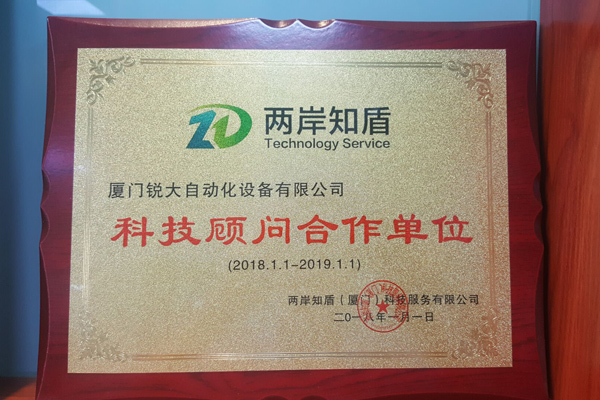 两岸知盾
Technology Service
厦门锐大自动化设备有限公司
科技顾问合作单位
(2018.1.1-2019.1.1)
两岸知盾(厦门)科技服务有限公司
二0一八年一月一日